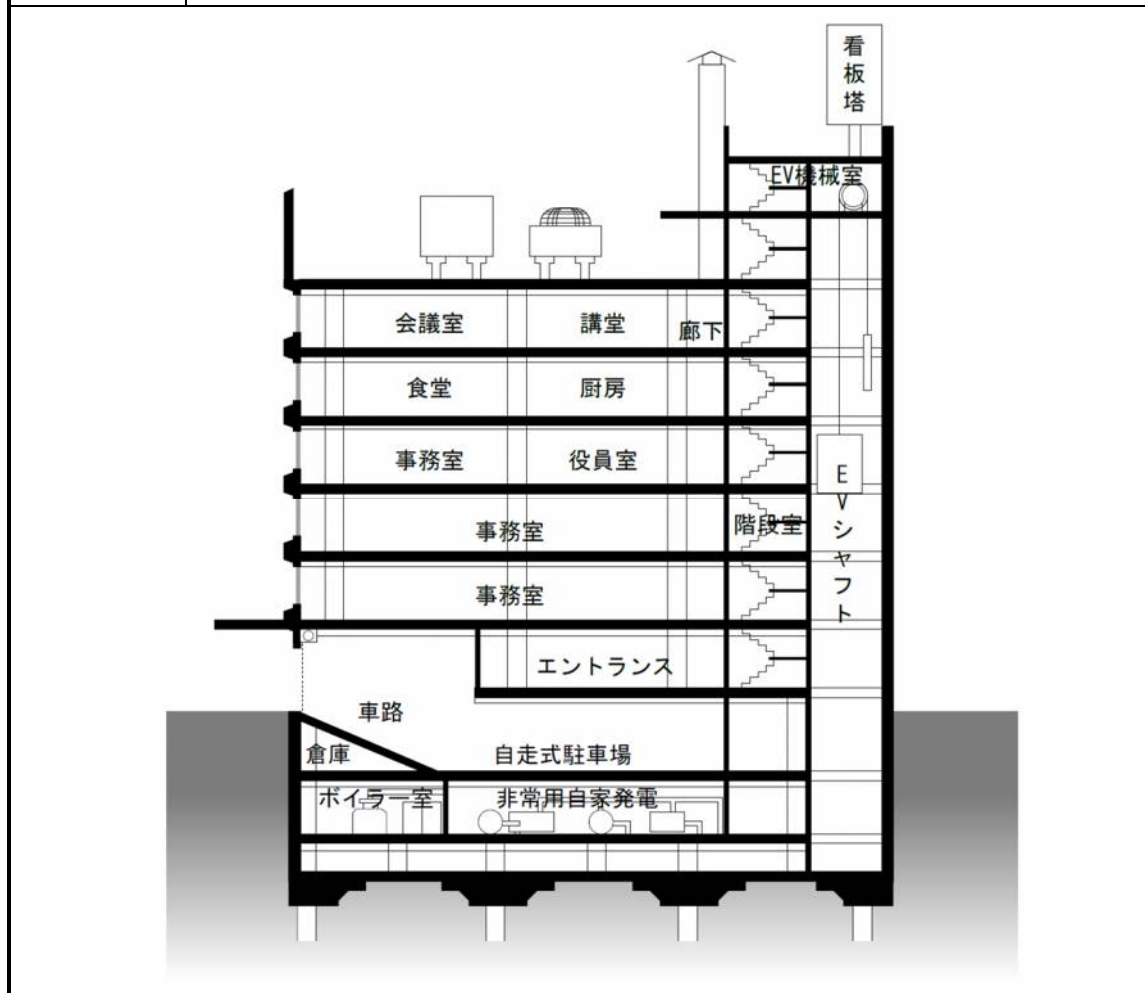 看板塔
EV機械室
会議室
講堂
廊下
食堂
厨房
事務室
役員室
EVシャフト
事務室
階段室
事務室
エントランス
車路
倉庫
自走式駐車場
ボイラー室
非常用自家発電